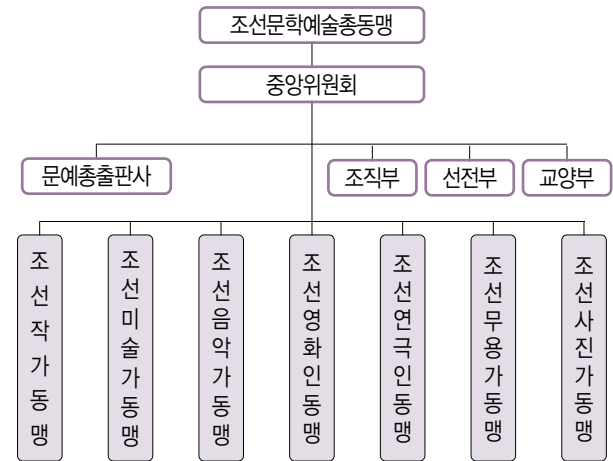 조선문학예술총동맹
중앙위원회
문예총출판사
조직부
선전부
교양부
조선작가동맹
조선미술가동맹
조선음악가동맹
조선영화인동맹
조선연극인동맹
조선무용가동맹
조선사진가동맹